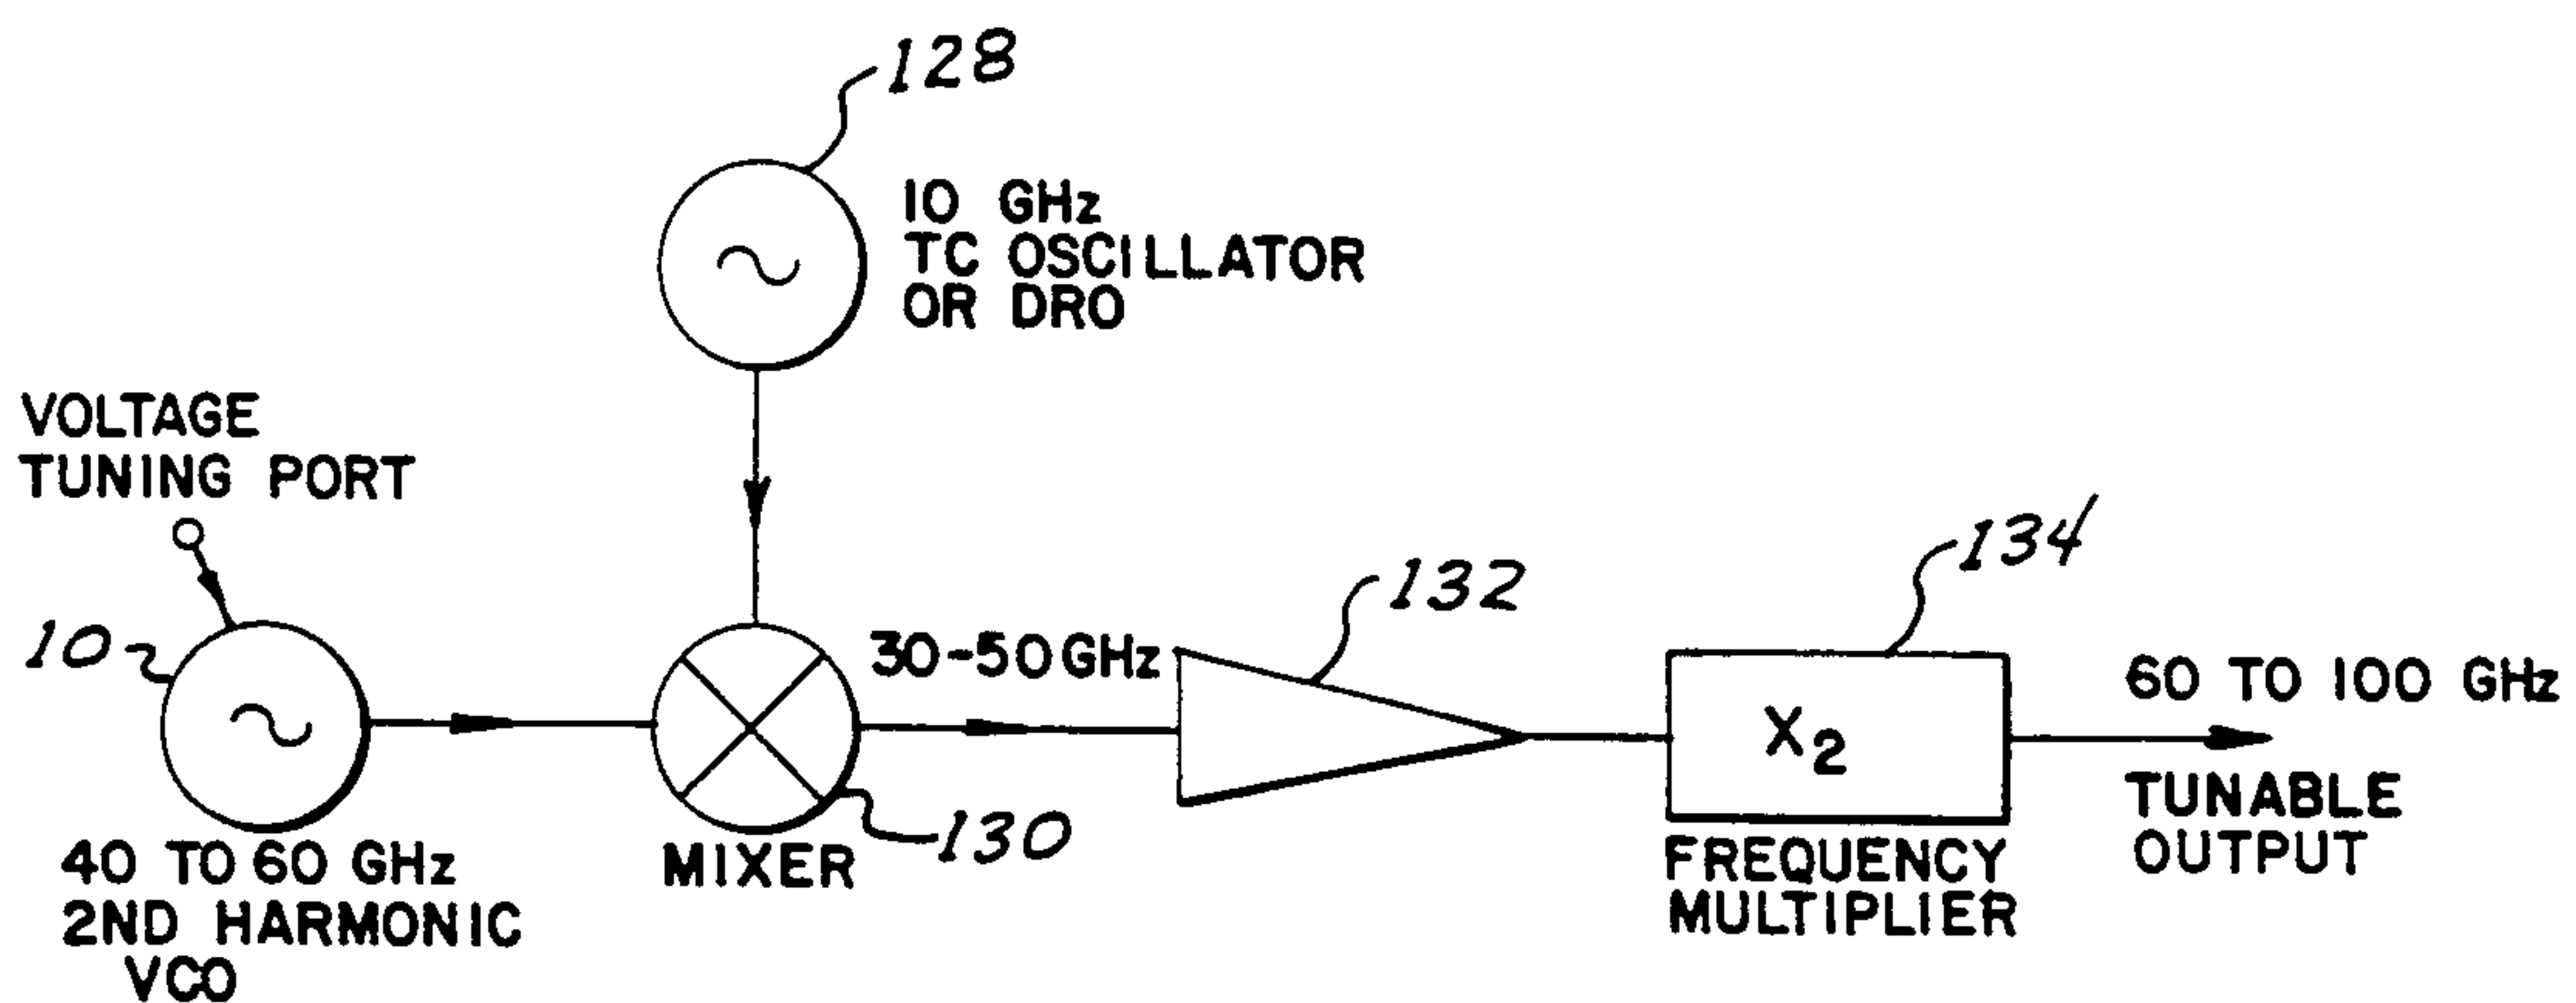 128
10 GHz
TC OSCILLATOR
OR DRO
VOLTAGE
TUNING PORT
10
40 TO 60 GHz
2ND HARMONIC
VCO
MIXER
130
30-50 GHz
132
134
X2
FREQUENCY
MULTIPLIER
60 TO 100 GHz
TUNABLE
OUTPUT